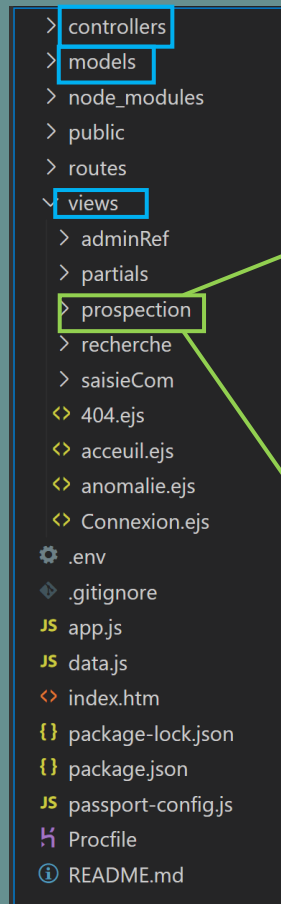 controllers
models
node_modules
public
routes
views
adminRef
partials
prospection
recherche
saisieCom
404.ejs
acceuil.ejs
anomalie.ejs
Connexion.ejs
.env
.gitignore
JS app.js
JS data.js
index.htm
{} package-lock.json
{} package.json
JS passport-config.js
Procfile
README.md